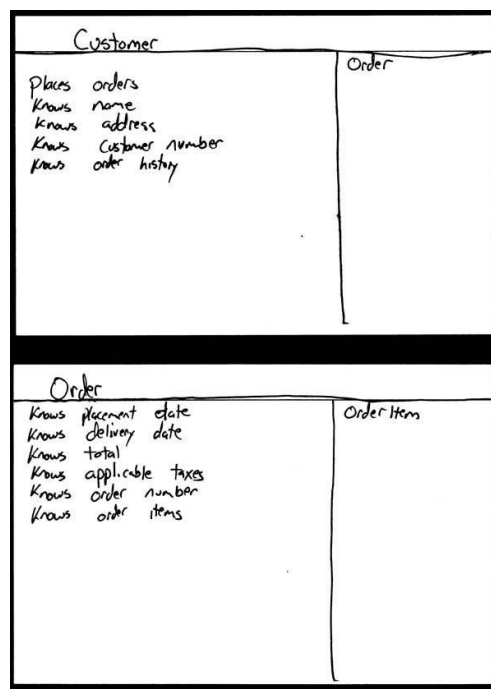 Customer
Order
Places orders
Knows name
Knows address
Knows customer number
Knows order history
Order
Order Item
Knows placement date
Knows delivery date
Knows total
Knows applicable taxes
Knows order number
Knows order items